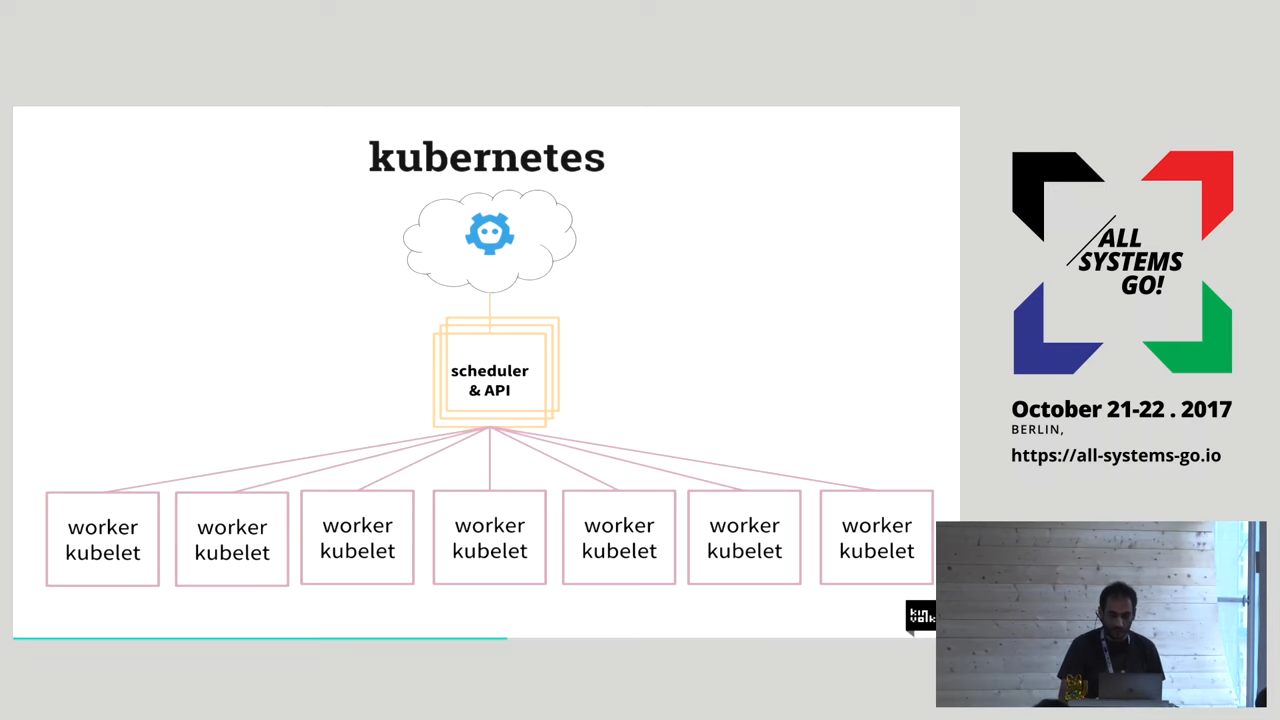 kubernetes
scheduler
& API
worker
kubelet
worker
kubelet
worker
kubelet
worker
kubelet
worker
kubelet
worker
kubelet
worker
kubelet
kin
volk
ALL
SYSTEMS
GO!
October 21-22 . 2017
BERLIN,
https://all-systems-go.io